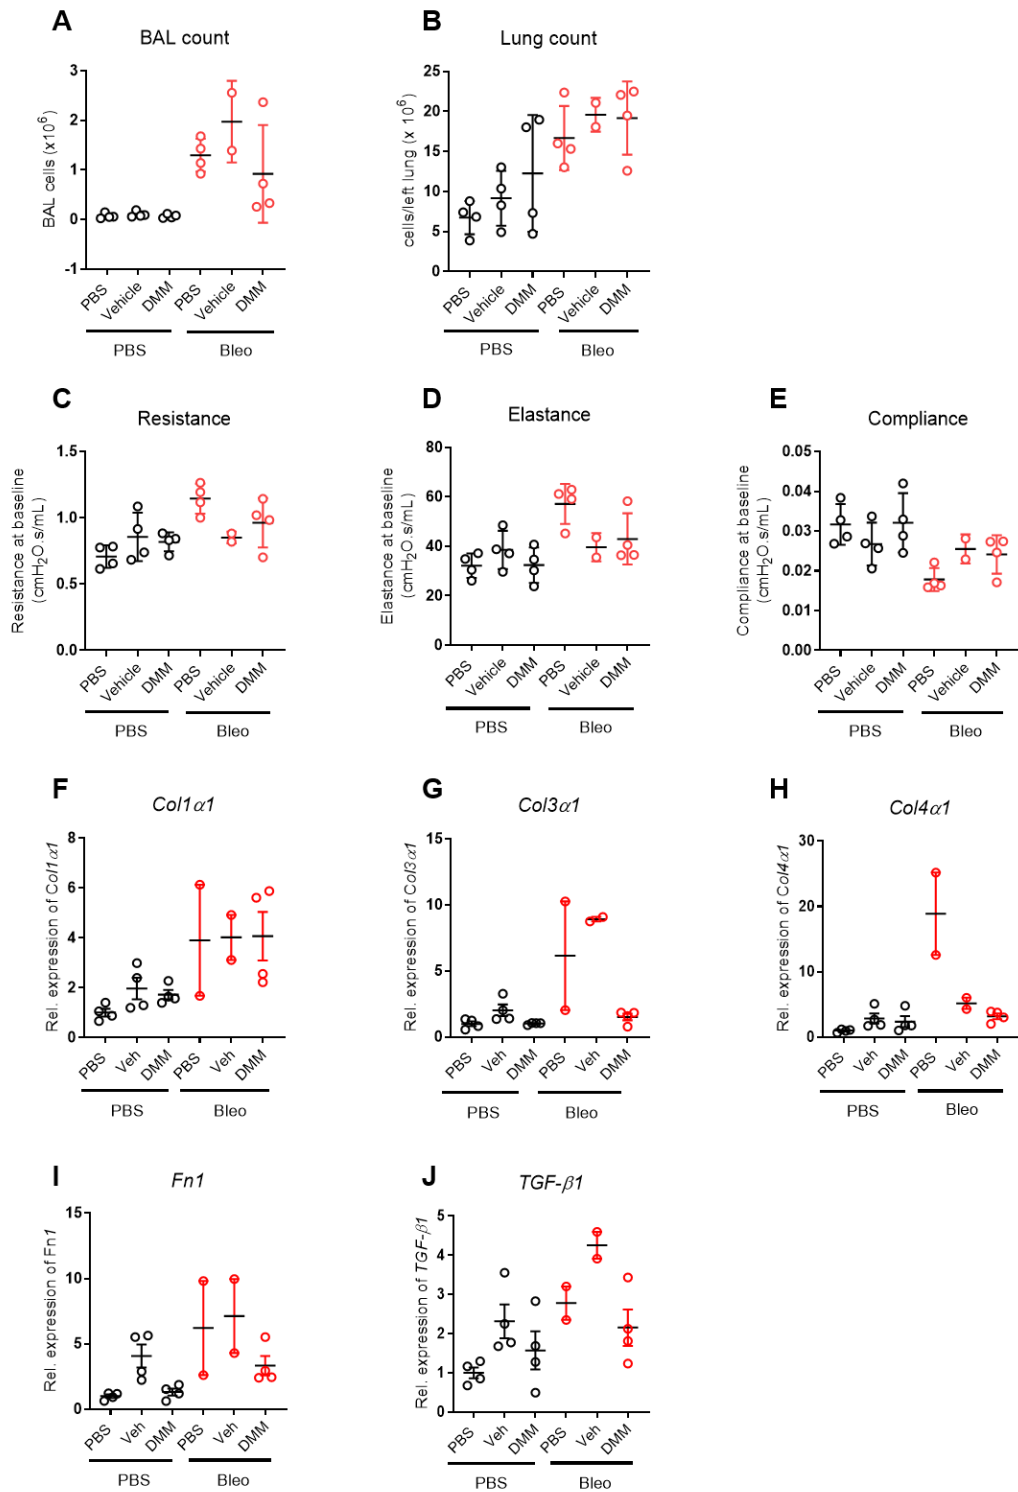 A
BAL count
BAL cells (x10⁶)
3
2
1
0
-1
PBS
Vehicle
DMM
PBS
Vehicle
DMM
PBS
Bleo
B
Lung count
cells/left lung (x 10⁶)
25
20
15
10
5
0
PBS
Vehicle
DMM
PBS
Vehicle
DMM
PBS
Bleo
C
Resistance
Resistance at baseline
(cmH₂O.s/mL)
1.5
1.0
0.5
0.0
PBS
Vehicle
DMM
PBS
Vehicle
DMM
PBS
Bleo
D
Elastance
Elastance at baseline
(cmH₂O.s/mL)
80
60
40
20
0
PBS
Vehicle
DMM
PBS
Vehicle
DMM
PBS
Bleo
E
Compliance
Compliance at baseline
(cmH₂O.s/mL)
0.05
0.04
0.03
0.02
0.01
0.00
PBS
Vehicle
DMM
PBS
Vehicle
DMM
PBS
Bleo
F
Col1α1
Rel. expression of Col1α1
8
6
4
2
0
PBS
Veh
DMM
PBS
Veh
DMM
PBS
Bleo
G
Col3α1
Rel. expression of Col3α1
15
10
5
0
PBS
Veh
DMM
PBS
Veh
DMM
PBS
Bleo
H
Col4α1
Rel. expression of Col4α1
30
20
10
0
PBS
Veh
DMM
PBS
Veh
DMM
PBS
Bleo
I
Fn1
Rel. expression of Fn1
15
10
5
0
PBS
Veh
DMM
PBS
Veh
DMM
PBS
Bleo
J
TGF-β1
Rel. expression of TGF-β1
5
4
3
2
1
0
PBS
Veh
DMM
PBS
Veh
DMM
PBS
Bleo